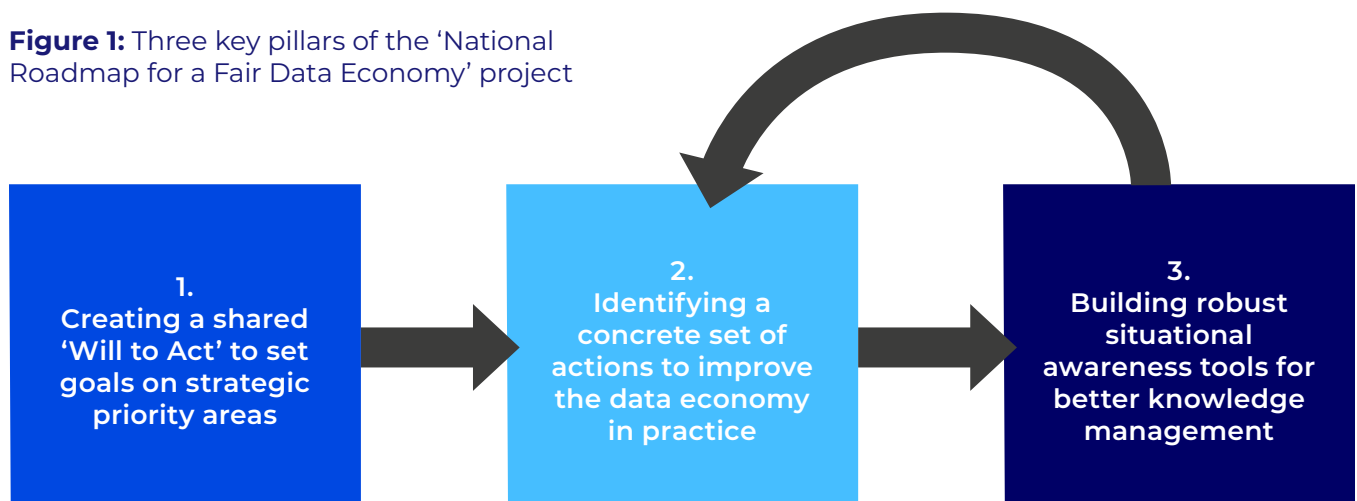 Figure 1: Three key pillars of the ‘National
Roadmap for a Fair Data Economy’ project
1.
Creating a shared
‘Will to Act’ to set
goals on strategic
priority areas
2.
Identifying a
concrete set of
actions to improve
the data economy
in practice
3.
Building robust
situational
awareness tools for
better knowledge
management